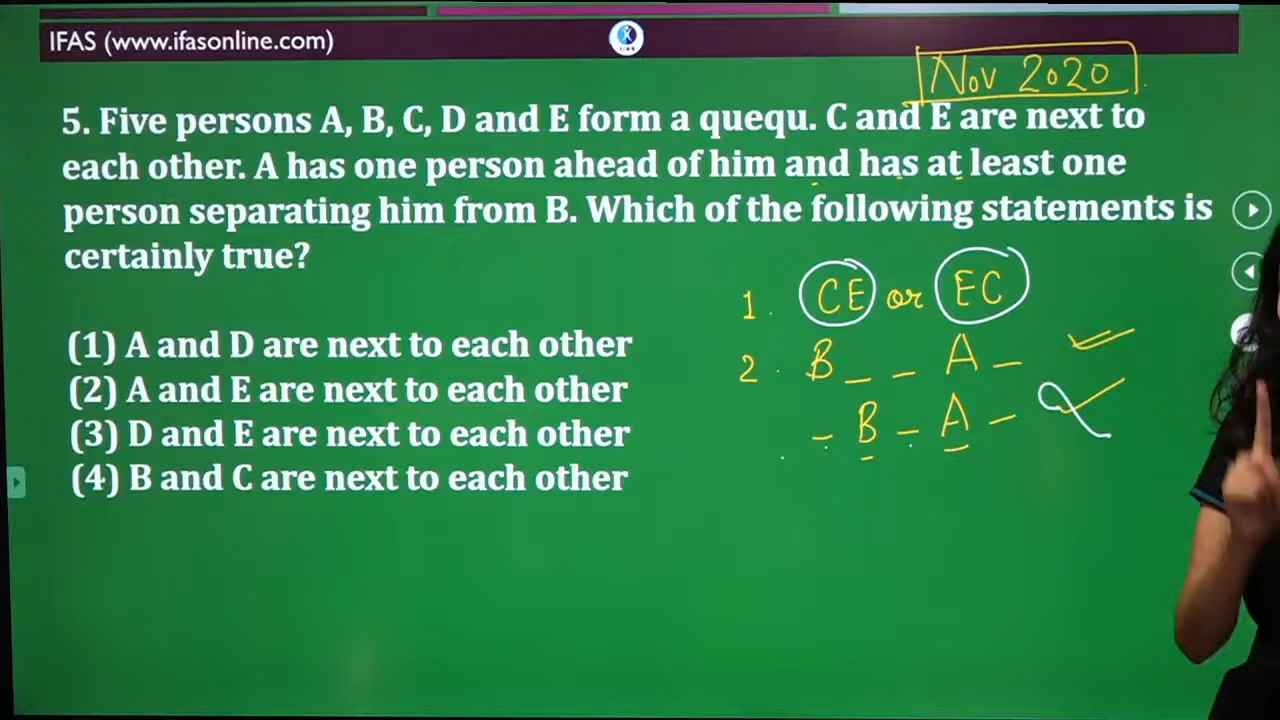 IFAS (www.ifasonline.com)
Nov 2020
5. Five persons A, B, C, D and E form a ququ. C and E are next to
each other. A has one person ahead of him and has at least one
person separating him from B. Which of the following statements is
certainly true?
(1) A and D are next to each other
(2) A and E are next to each other
(3) D and E are next to each other
(4) B and C are next to each other
1. CE or EC
2. B _ _ A _
_ B _ A _